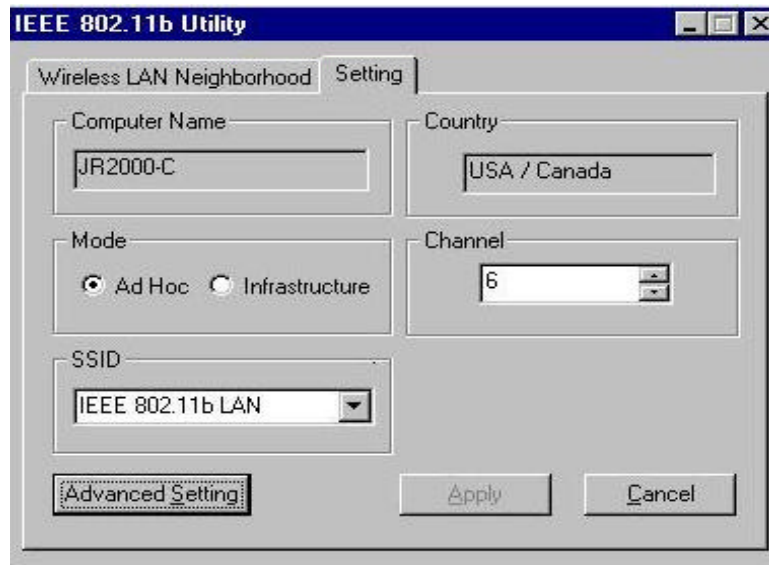 IEEE 802.11b Utility
Wireless LAN Neighborhood Setting
Computer Name
JR2000-C
Country
USA / Canada
Mode
Ad Hoc Infrastructure
Channel
6
SSID
IEEE 802.11b LAN
Advanced Setting Apply Cancel